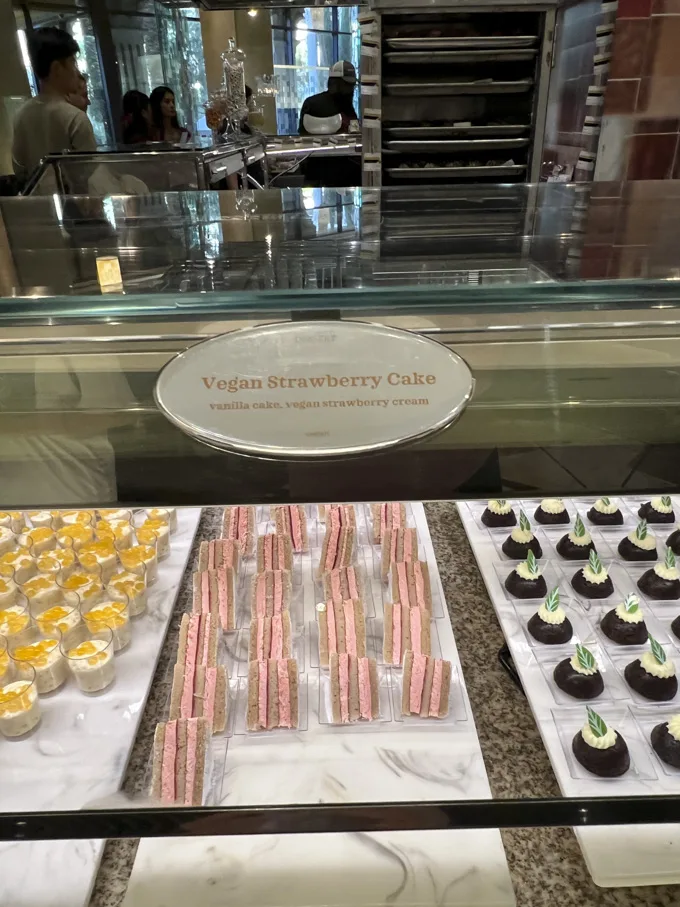 Vegan Strawberry Cake
vanilla cake, vegan strawberry cream